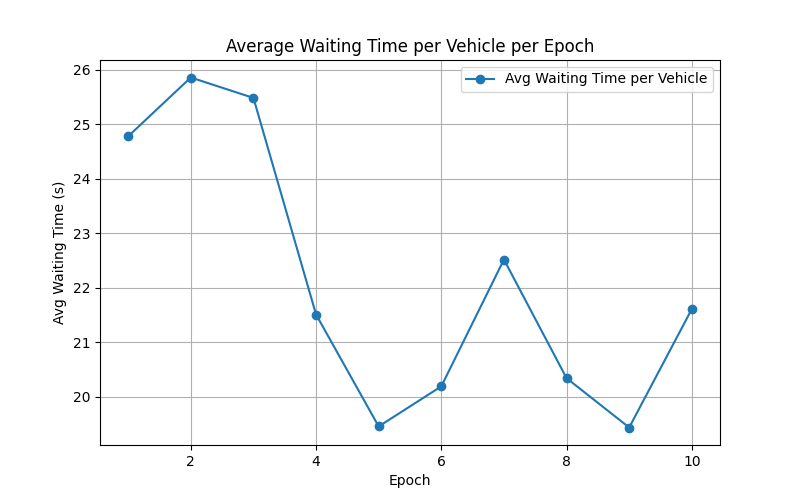 Average Waiting Time per Vehicle per Epoch
Avg Waiting Time per Vehicle
26
25
24
23
22
21
20
Avg Waiting Time (s)
2 4 6 8 10
Epoch